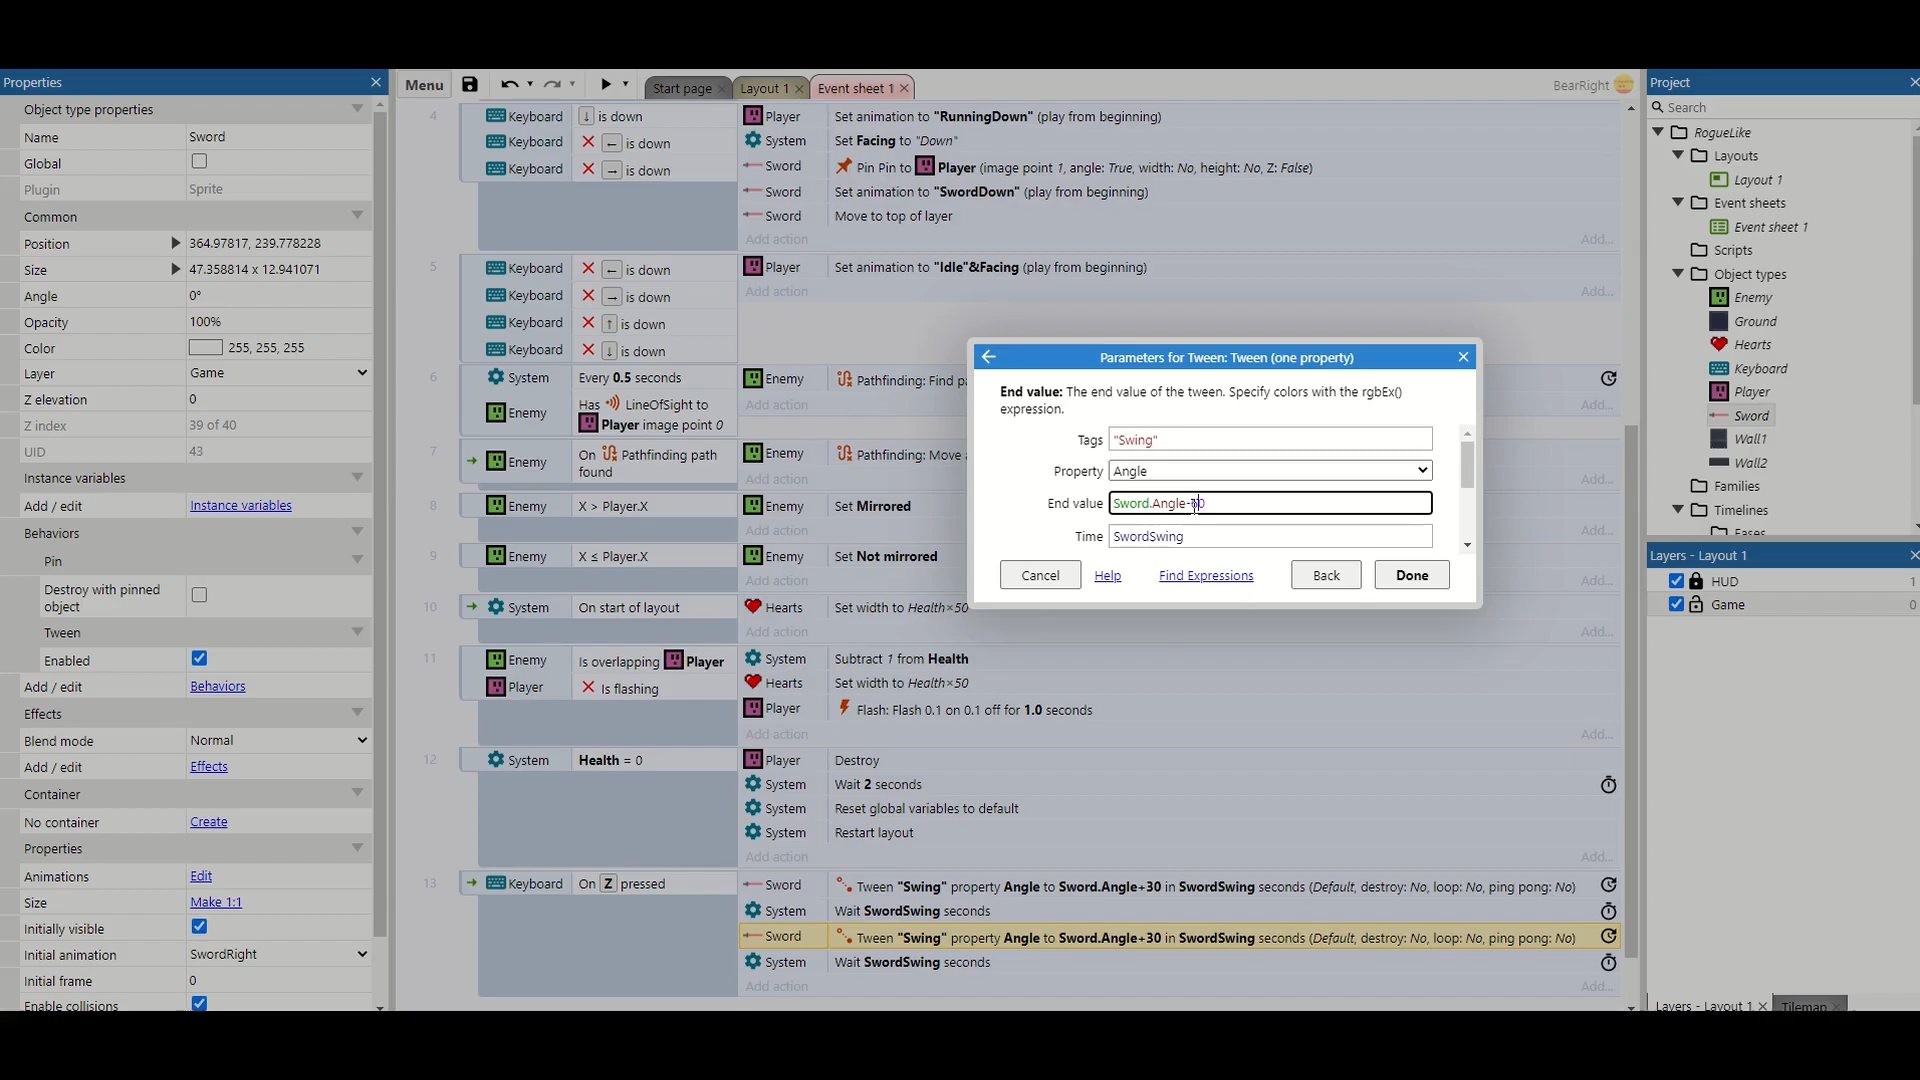 Properties
Object type properties
Name Sword
Global
Plugin Sprite
Common
Position 364.97817, 239.778228
Size 47.358814 x 12.941071
Angle 0°
Opacity 100%
Color 255, 255, 255
Layer Game
Z elevation 0
Z index 39 of 40
UID 43
Instance variables
Add / edit Instance variables
Behaviors
Pin
Destroy with pinned
object
Tween
Enabled
Add / edit Behaviors
Effects
Blend mode Normal
Add / edit Effects
Container
No container Create
Properties
Animations Edit
Size Make 1:1
Initially visible
Initial animation SwordRight
Initial frame 0
Enable collisions
Menu
Start page
Layout 1
Event sheet 1
BearRight
4
Keyboard ↓ is down
Keyboard ← is down
Keyboard → is down
Player Set animation to "RunningDown" (play from beginning)
System Set Facing to "Down"
Sword Pin Pin to Player (image point 1, angle: True, width: No, height: No, Z: False)
Sword Set animation to "SwordDown" (play from beginning)
Sword Move to top of layer
Add action Add...
5
Keyboard ← is down
Keyboard → is down
Keyboard ↑ is down
Keyboard ↓ is down
Player Set animation to "Idle"&Facing (play from beginning)
Add action Add...
6
System Every 0.5 seconds
Enemy Has LineOfSight to
Player image point 0
Enemy Pathfinding: Find pa
Add action
7
Enemy On Pathfinding path
found
Enemy Pathfinding: Move a
Add action
8
Enemy X > Player.X
Enemy Set Mirrored
Add action
9
Enemy X ≤ Player.X
Enemy Set Not mirrored
Add action
10
System On start of layout
Hearts Set width to Health×50
Add action Add...
11
Enemy Is overlapping Player
Player Is flashing
System Subtract 1 from Health
Hearts Set width to Health×50
Player Flash: Flash 0.1 on 0.1 off for 1.0 seconds
Add action Add...
12
System Health = 0
Player Destroy
System Wait 2 seconds
System Reset global variables to default
System Restart layout
Add action Add...
13
Keyboard On Z pressed
Sword Tween "Swing" property Angle to Sword.Angle+30 in SwordSwing seconds (Default, destroy: No, loop: No, ping pong: No)
System Wait SwordSwing seconds
Sword Tween "Swing" property Angle to Sword.Angle+30 in SwordSwing seconds (Default, destroy: No, loop: No, ping pong: No)
System Wait SwordSwing seconds
Add action Add...
Parameters for Tween: Tween (one property)
End value: The end value of the tween. Specify colors with the rgbEx()
expression.
Tags "Swing"
Property Angle
End value Sword.Angle-60
Time SwordSwing
Cancel Help Find Expressions Back Done
Project
Search
RogueLike
Layouts
Layout 1
Event sheets
Event sheet 1
Scripts
Object types
Enemy
Ground
Hearts
Keyboard
Player
Sword
Wall1
Wall2
Families
Timelines
Eases
Layers - Layout 1
HUD 1
Game 0
Layers - Layout 1
Tilemap